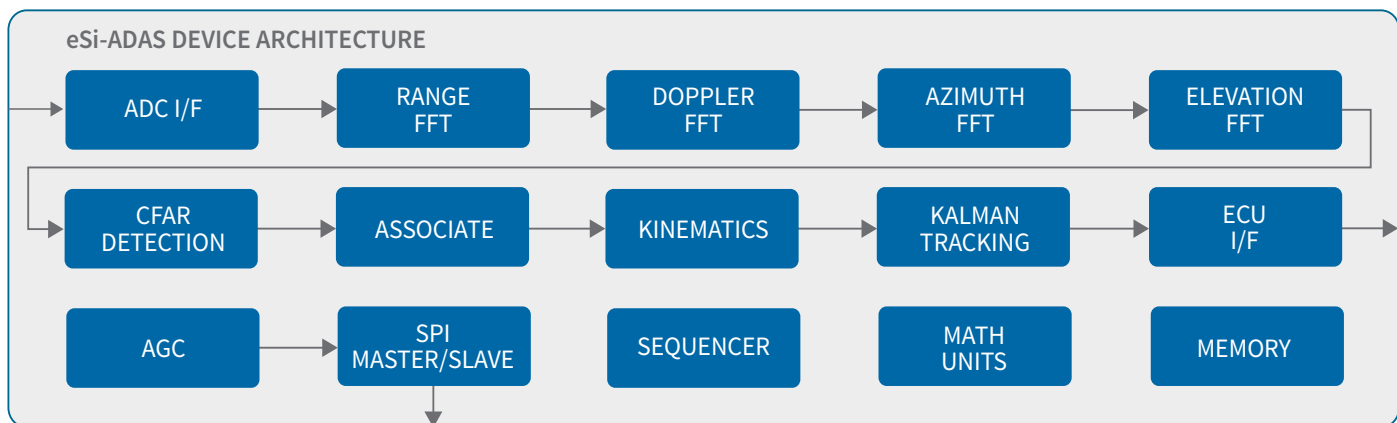 eSi-ADAS DEVICE ARCHITECTURE
ADC I/F
RANGE
FFT
DOPPLER
FFT
AZIMUTH
FFT
ELEVATION
FFT
CFAR
DETECTION
ASSOCIATE
KINEMATICS
KALMAN
TRACKING
ECU
I/F
AGC
SPI
MASTER/SLAVE
SEQUENCER
MATH
UNITS
MEMORY